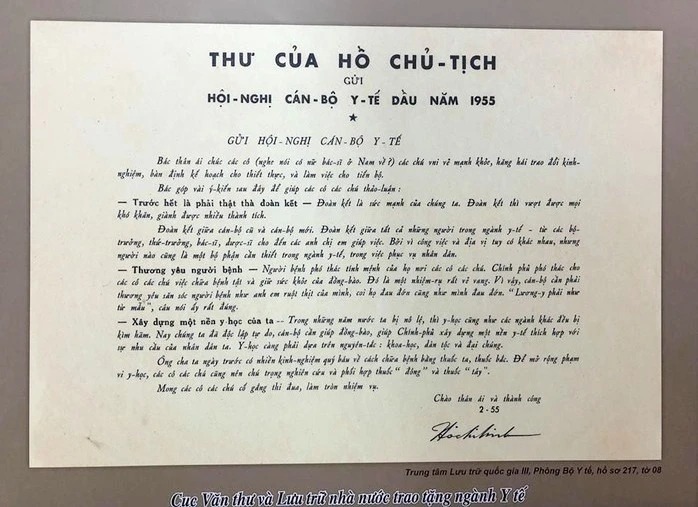 THƯ CỦA HỒ CHỦ-TỊCH
GỬI
HỘI-NGHỊ CÁN-BỘ Y-TẾ DẦU NĂM 1955
GỬI HỘI-NGHỊ CÁN-BỘ Y-TẾ
Bác thân ái chúc các cô (nghe nói có nữ bác-sĩ ở Nam về ?) các chú vui vẻ mạnh khỏe, hăng hái trao đổi kinh-
nghiệm, bàn định kế hoạch cho thiết thực, và làm việc cho tiến bộ.
Bác góp vài ý-kiến sau đây để giúp các cô các chú thảo-luận :
— Trước hết là phải thật thà đoàn kết — Đoàn kết là sức mạnh của chúng ta. Đoàn kết thì vượt được mọi
khó khăn, giành được nhiều thành tích.
Đoàn kết giữa cán-bộ cũ và cán-bộ mới. Đoàn kết giữa tất cả những người trong ngành y-tế - từ các bộ-
trưởng, thứ-trưởng, bác-sĩ, dược-sĩ cho đến các anh chị em giúp việc. Bởi vì công việc và địa vị tuy có khác nhau, nhưng
người nào cũng là một bộ phận cần thiết trong ngành y-tế, trong việc phục vụ nhân dân.
— Thương yêu người bệnh — Người bệnh phó thác tính mệnh của họ nơi các cô các chú. Chính phủ phó thác cho
các cô các chú việc chữa bệnh tật và giữ sức khỏe của đồng-bào. Đó là một nhiệm-vụ rất vẻ vang. Vì vậy, cán-bộ cần phải
thương yêu săn sóc người bệnh như anh em ruột thịt của mình, coi họ đau đớn cũng như mình đau đớn. “Lương-y phải như
từ mẫu”, câu nói ấy rất đúng.
— Xây dựng một nền y-học của ta — Trong những năm nước ta bị nô lệ, thì y-học cũng như các ngành khác đều bị
kìm hãm. Nay chúng ta đã độc lập tự do, cán-bộ cần giúp đồng-bào, giúp Chính-phủ xây dựng một nền y-tế thích hợp với
sự nhu cầu của nhân dân ta. Y-học càng phải dựa trên nguyên-tắc : khoa-học, dân tộc và đại chúng.
Ông cha ta ngày trước có nhiều kinh-nghiệm quý báu về cách chữa bệnh bằng thuốc ta, thuốc bắc. Để mở rộng phạm
vi y-học, các cô các chú cũng nên chú trọng nghiên cứu và phối hợp thuốc “ đông ” và thuốc “ tây ”.
Mong các cô các chú cố gắng thi đua, làm tròn nhiệm vụ.
Chào thân ái và thành công
2-55
Hochiminh
Trung tâm Lưu trữ quốc gia III, Phông Bộ Y tế, hồ sơ 217, tờ 08
Cục Văn thư và Lưu trữ nhà nước trao tặng ngành Y tế